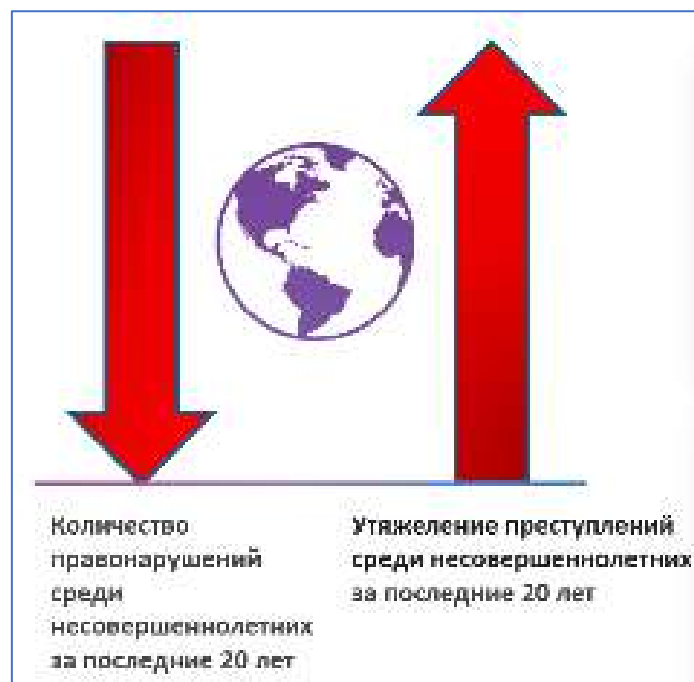 Количество
правонарушений
среди
несовершеннолетних
за последние 20 лет
Утяжеление преступлений
среди несовершеннолетних
за последние 20 лет